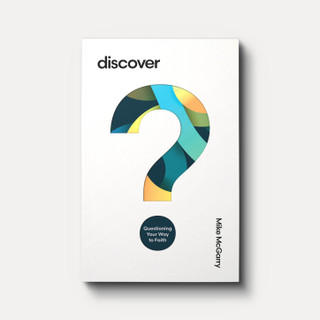 discover
?
Questioning
Your Way
to Faith
Mike McGarry